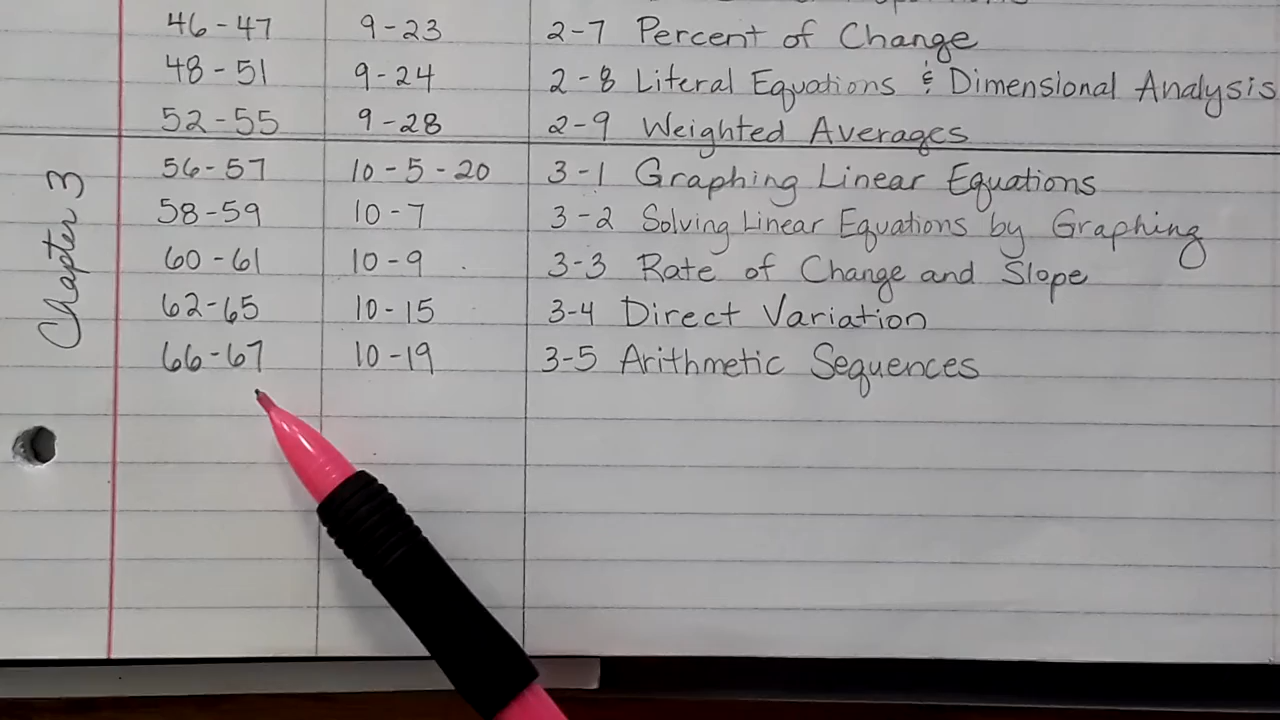 46-47 9-23 2-7 Percent of Change
48-51 9-24 2-8 Literal Equations & Dimensional Analysis
52-55 9-28 2-9 Weighted Averages
Chapter 3
56-57 10-5-20 3-1 Graphing Linear Equations
58-59 10-7 3-2 Solving Linear Equations by Graphing
60-61 10-9 3-3 Rate of Change and Slope
62-65 10-15 3-4 Direct Variation
66-67 10-19 3-5 Arithmetic Sequences